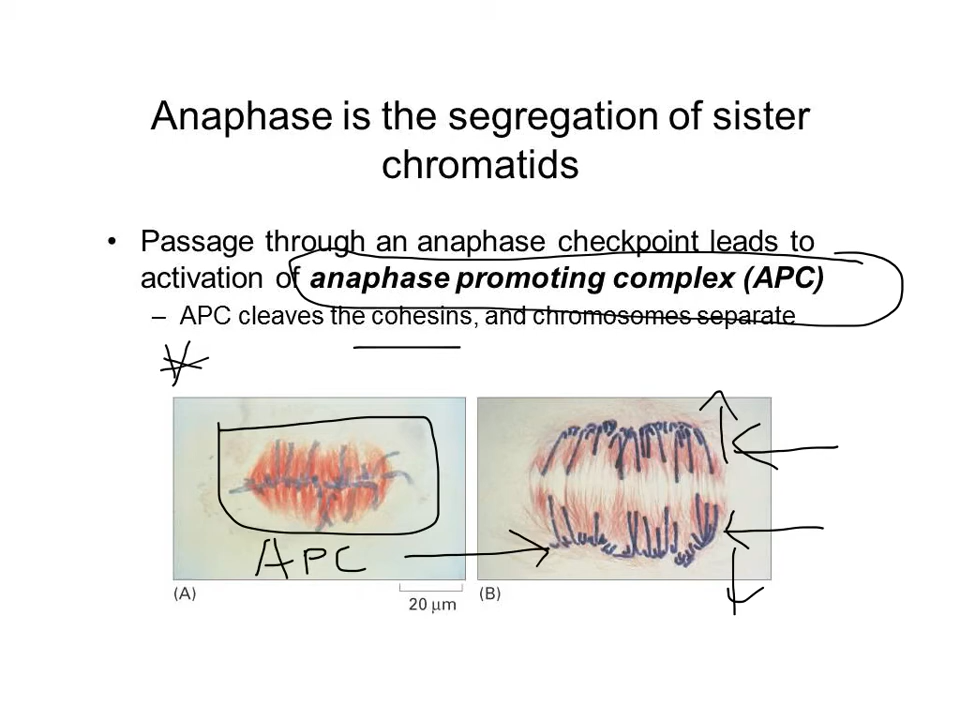 Anaphase is the segregation of sister
chromatids
• Passage through an anaphase checkpoint leads to
activation of anaphase promoting complex (APC)
– APC cleaves the cohesins, and chromosomes separate
APC
(A)
20 μm
(B)